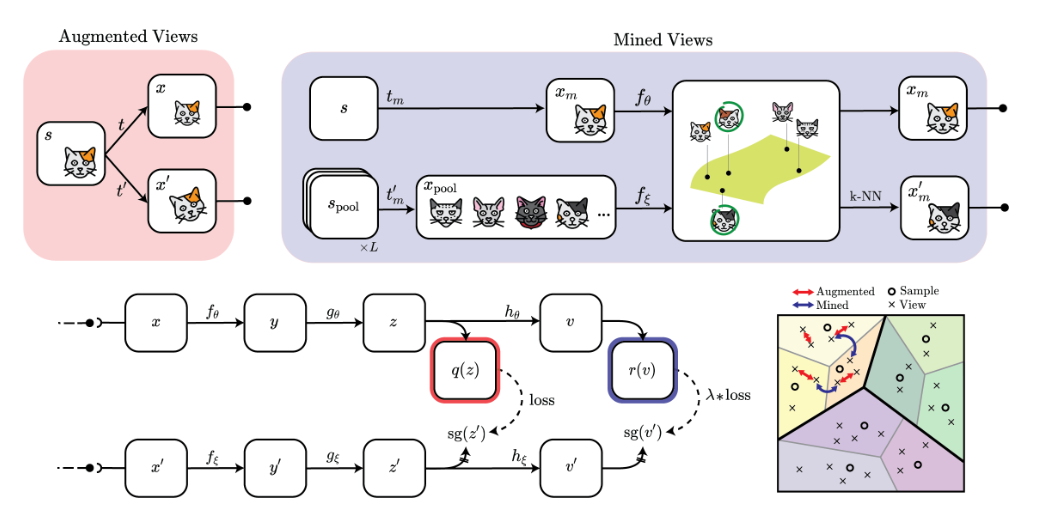 Augmented Views
s
t
t′
x
x′
Mined Views
s
t_m
x_m
f_θ
x_m
s_pool
×L
t′_m
x_pool
...
f_ξ
k-NN
x′_m
x
f_θ
y
g_θ
z
h_θ
v
q(z)
r(v)
loss
λ*loss
sg(z′)
sg(v′)
x′
f_ξ
y′
g_ξ
z′
h_ξ
v′
Augmented
Mined
Sample
View